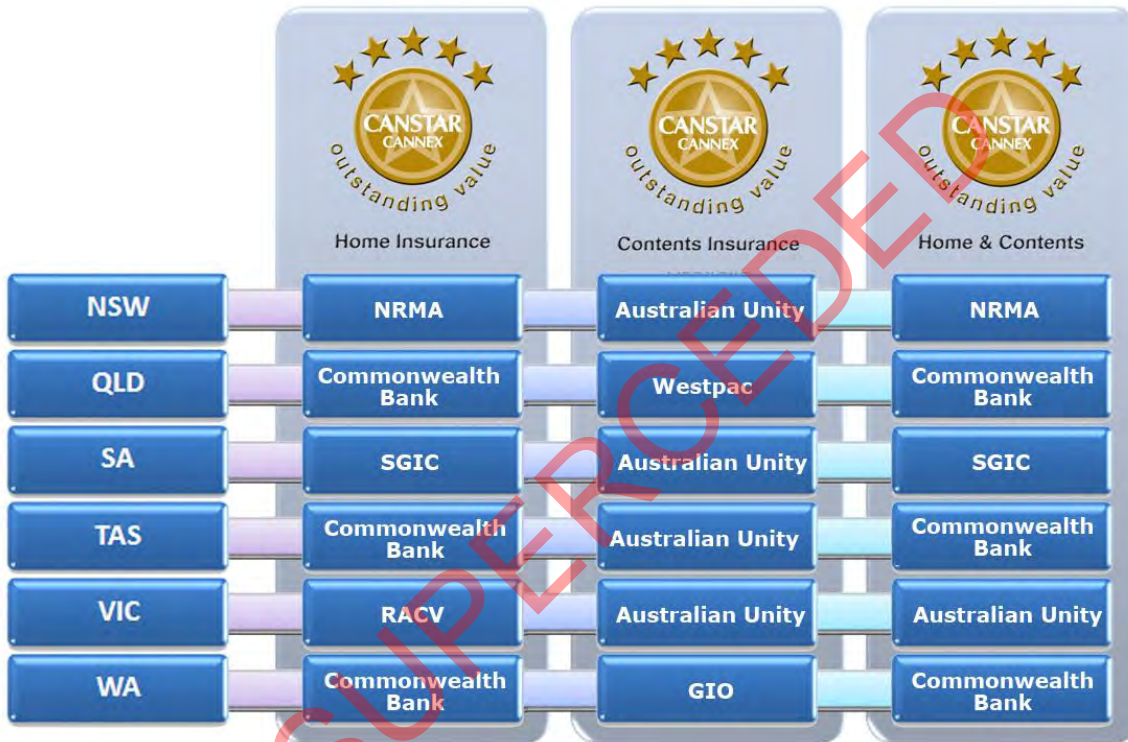 CANSTAR
CANNEX
outstanding value
Home Insurance
CANSTAR
CANNEX
outstanding value
Contents Insurance
CANSTAR
CANNEX
outstanding value
Home & Contents
NSW
NRMA
Australian Unity
NRMA
QLD
Commonwealth
Bank
Westpac
Commonwealth
Bank
SA
SGIC
Australian Unity
SGIC
TAS
Commonwealth
Bank
Australian Unity
Commonwealth
Bank
VIC
RACV
Australian Unity
Australian Unity
WA
Commonwealth
Bank
GIO
Commonwealth
Bank
SUPERCEDED